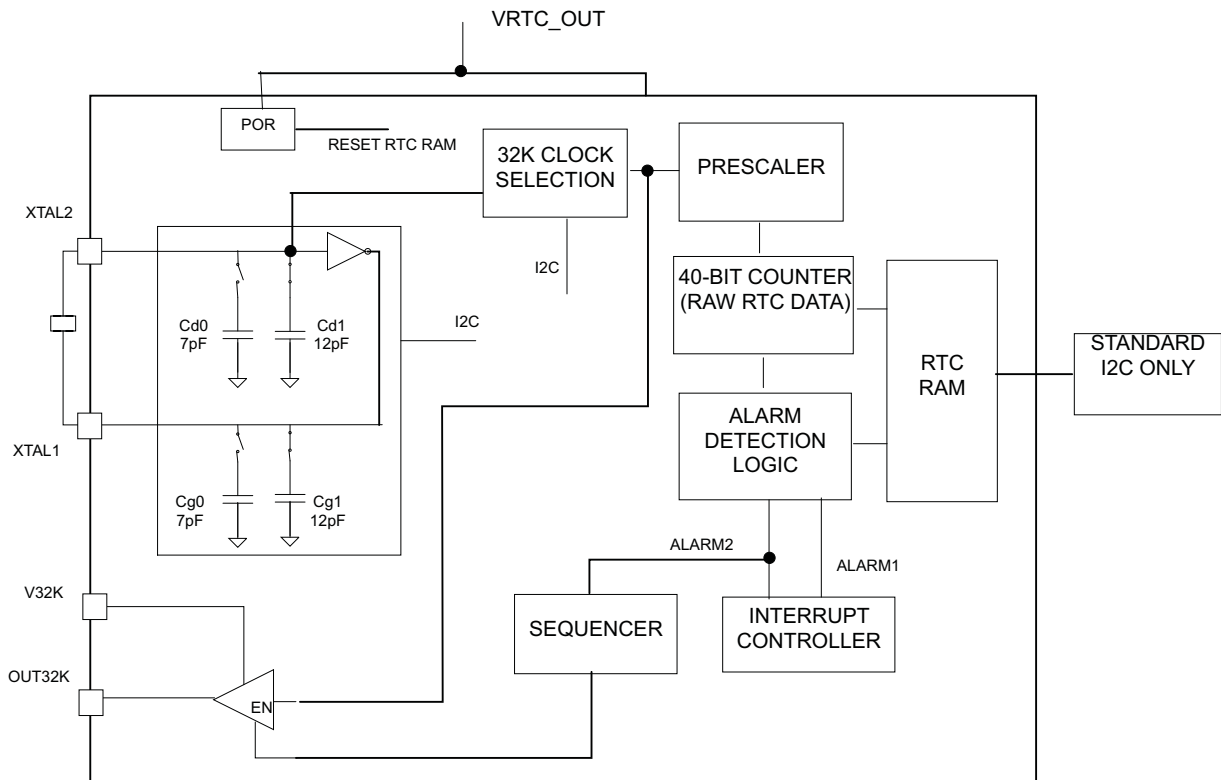 VRTC_OUT
POR
RESET RTC RAM
32K CLOCK
SELECTION
PRESCALER
XTAL2
I2C
40-BIT COUNTER
(RAW RTC DATA)
Cd0
7pF
Cd1
12pF
I2C
RTC
RAM
STANDARD
I2C ONLY
XTAL1
ALARM
DETECTION
LOGIC
Cg0
7pF
Cg1
12pF
ALARM2
ALARM1
V32K
SEQUENCER
INTERRUPT
CONTROLLER
OUT32K
EN